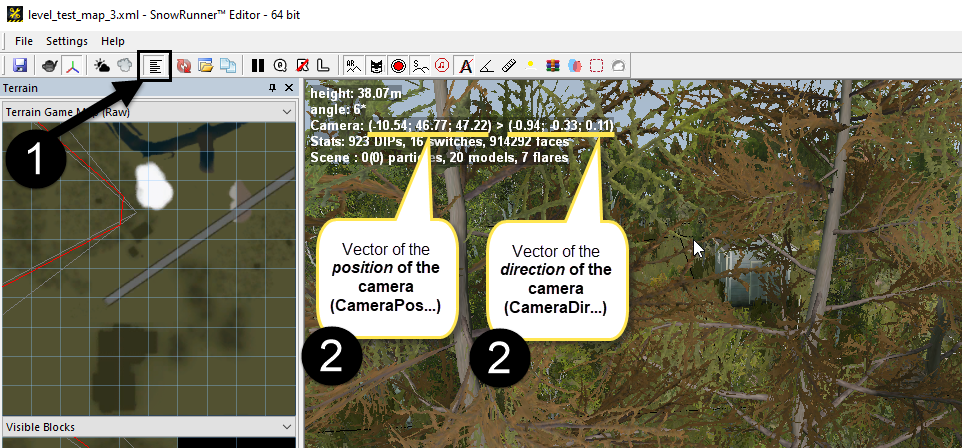 level_test_map_3.xml - SnowRunner™ Editor - 64 bit
File Settings Help
Terrain
Terrain Game M (Raw)
height: 38.07m
angle: 6*
Camera: (-10.54; 46.77; 47.22) > (-0.94; -0.33; 0.11)
Stats: 923 DIPs, 16 switches, 914292 faces
Scene : 0(0) particles, 20 models, 7 flares
1
Vector of the
position of the
camera
(CameraPos...)
2
Vector of the
direction of the
camera
(CameraDir...)
2
Visible Blocks